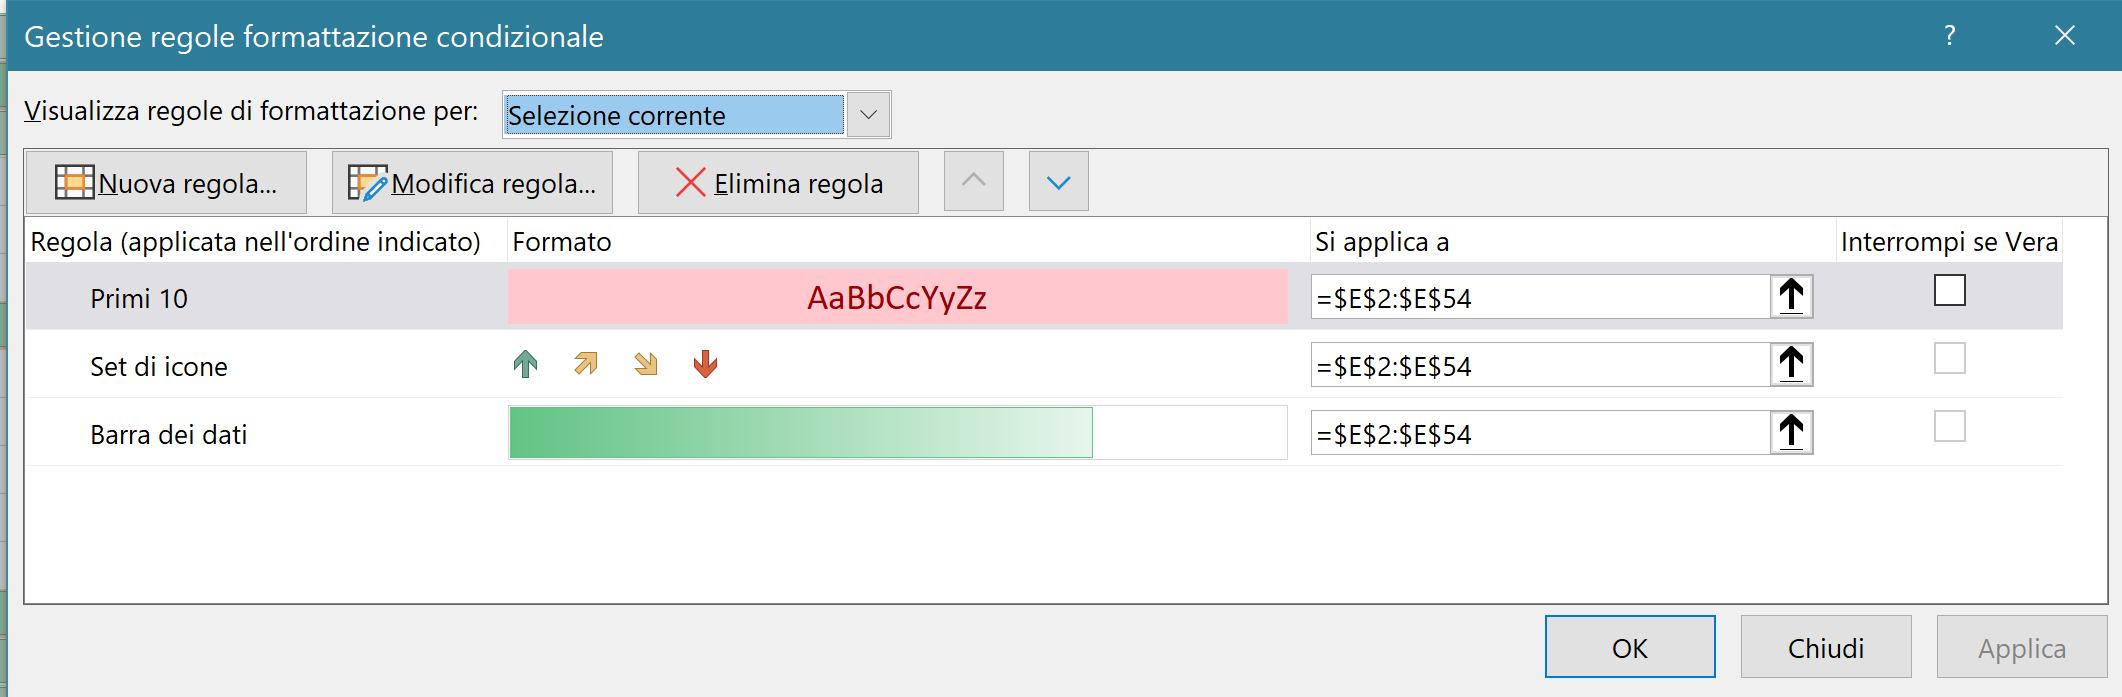 Gestione regole formattazione condizionale ?
Visualizza regole di formattazione per: Selezione corrente
Nuova regola... Modifica regola... Elimina regola
Regola (applicata nell'ordine indicato) Formato Si applica a Interrompi se Vera
Primi 10 AaBbCcYyZz =$E$2:$E$54
Set di icone =$E$2:$E$54
Barra dei dati =$E$2:$E$54
OK Chiudi Applica